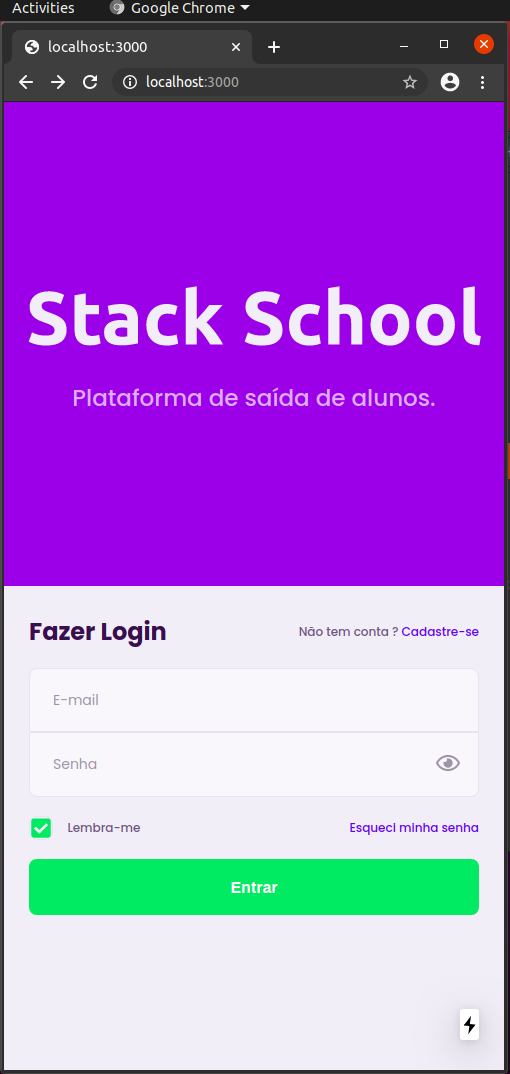 Activities Google Chrome
localhost:3000
localhost:3000
Stack School
Plataforma de saída de alunos.
Fazer Login Não tem conta ? Cadastre-se
E-mail
Senha
Lembra-me Esqueci minha senha
Entrar